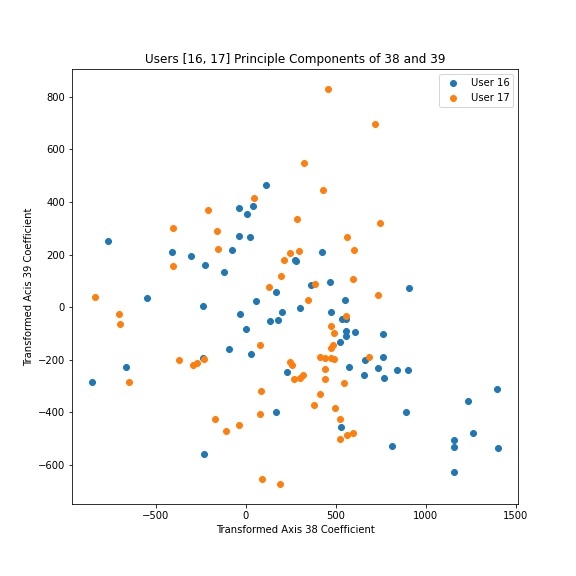 Users [16, 17] Principle Components of 38 and 39
User 16
User 17
800
600
400
200
0
−200
−400
−600
Transformed Acis 39 Coefficient
−500
0
500
1000
1500
Transformed Axis 38 Coefficient